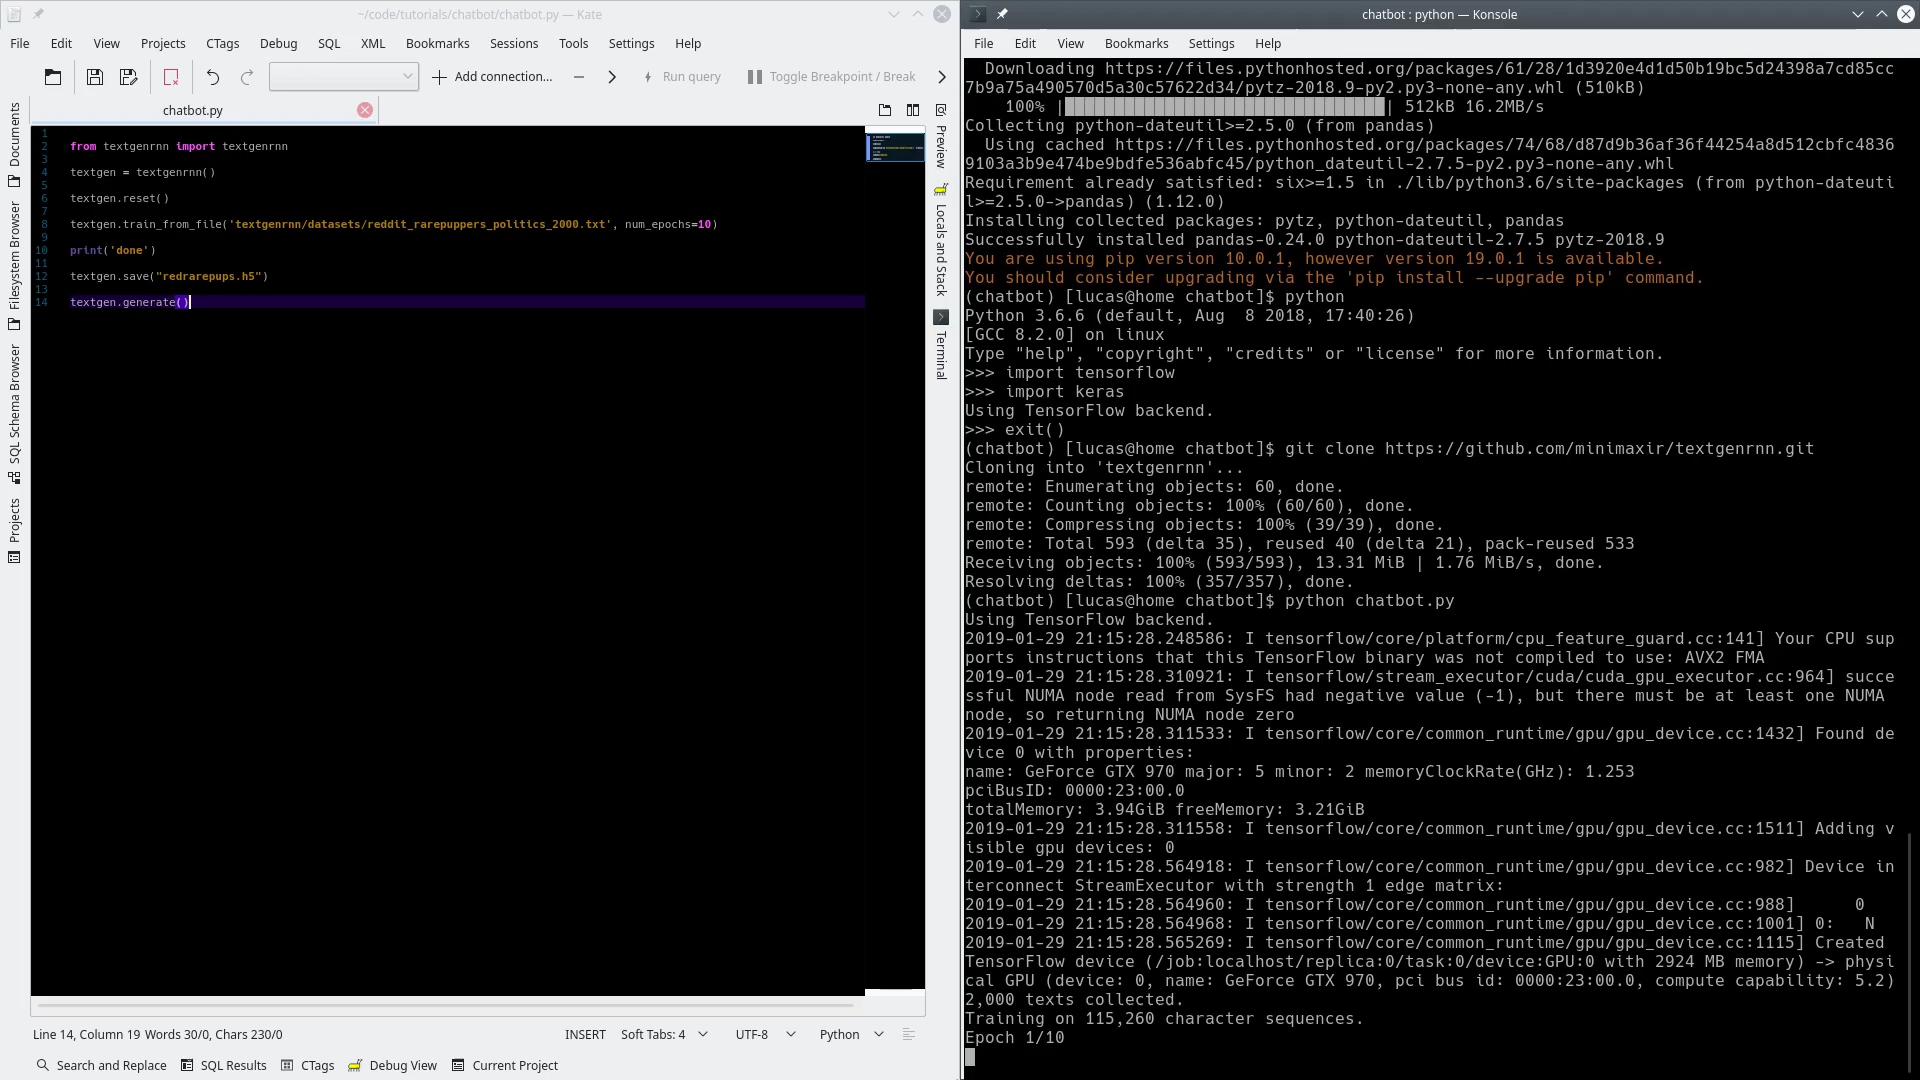 ~/code/tutorials/chatbot/chatbot.py — Kate
File Edit View Projects CTags Debug SQL XML Bookmarks Sessions Tools Settings Help
Add connection... Run query Toggle Breakpoint / Break
chatbot.py
Documents
Filesystem Browser
SQL Schema Browser
Projects
1
2 from textgenrnn import textgenrnn
3
4 textgen = textgenrnn()
5
6 textgen.reset()
7
8 textgen.train_from_file('textgenrnn/datasets/reddit_rarepuppers_politics_2000.txt', num_epochs=10)
9
10 print('done')
11
12 textgen.save("redrarepups.h5")
13
14 textgen.generate()
Preview
Locals and Stack
Terminal
Line 14, Column 19 Words 30/0, Chars 230/0 INSERT Soft Tabs: 4 UTF-8 Python
Search and Replace SQL Results CTags Debug View Current Project
chatbot : python — Konsole
File Edit View Bookmarks Settings Help
Downloading https://files.pythonhosted.org/packages/61/28/1d3920e4d1d50b19bc5d24398a7cd85cc
7b9a75a490570d5a30c57622d34/pytz-2018.9-py2.py3-none-any.whl (510kB)
100% | | 512kB 16.2MB/s
Collecting python-dateutil>=2.5.0 (from pandas)
Using cached https://files.pythonhosted.org/packages/74/68/d87d9b36af36f44254a8d512cbfc4836
9103a3b9e474be9bdfe536abfc45/python_dateutil-2.7.5-py2.py3-none-any.whl
Requirement already satisfied: six>=1.5 in ./lib/python3.6/site-packages (from python-dateuti
l>=2.5.0->pandas) (1.12.0)
Installing collected packages: pytz, python-dateutil, pandas
Successfully installed pandas-0.24.0 python-dateutil-2.7.5 pytz-2018.9
You are using pip version 10.0.1, however version 19.0.1 is available.
You should consider upgrading via the 'pip install --upgrade pip' command.
(chatbot) [lucas@home chatbot]$ python
Python 3.6.6 (default, Aug  8 2018, 17:40:26)
[GCC 8.2.0] on linux
Type "help", "copyright", "credits" or "license" for more information.
>>> import tensorflow
>>> import keras
Using TensorFlow backend.
>>> exit()
(chatbot) [lucas@home chatbot]$ git clone https://github.com/minimaxir/textgenrnn.git
Cloning into 'textgenrnn'...
remote: Enumerating objects: 60, done.
remote: Counting objects: 100% (60/60), done.
remote: Compressing objects: 100% (39/39), done.
remote: Total 593 (delta 35), reused 40 (delta 21), pack-reused 533
Receiving objects: 100% (593/593), 13.31 MiB | 1.76 MiB/s, done.
Resolving deltas: 100% (357/357), done.
(chatbot) [lucas@home chatbot]$ python chatbot.py
Using TensorFlow backend.
2019-01-29 21:15:28.248586: I tensorflow/core/platform/cpu_feature_guard.cc:141] Your CPU sup
ports instructions that this TensorFlow binary was not compiled to use: AVX2 FMA
2019-01-29 21:15:28.310921: I tensorflow/stream_executor/cuda/cuda_gpu_executor.cc:964] succe
ssful NUMA node read from SysFS had negative value (-1), but there must be at least one NUMA
node, so returning NUMA node zero
2019-01-29 21:15:28.311533: I tensorflow/core/common_runtime/gpu/gpu_device.cc:1432] Found de
vice 0 with properties:
name: GeForce GTX 970 major: 5 minor: 2 memoryClockRate(GHz): 1.253
pciBusID: 0000:23:00.0
totalMemory: 3.94GiB freeMemory: 3.21GiB
2019-01-29 21:15:28.311558: I tensorflow/core/common_runtime/gpu/gpu_device.cc:1511] Adding v
isible gpu devices: 0
2019-01-29 21:15:28.564918: I tensorflow/core/common_runtime/gpu/gpu_device.cc:982] Device in
terconnect StreamExecutor with strength 1 edge matrix:
2019-01-29 21:15:28.564960: I tensorflow/core/common_runtime/gpu/gpu_device.cc:988]      0
2019-01-29 21:15:28.564968: I tensorflow/core/common_runtime/gpu/gpu_device.cc:1001] 0:   N
2019-01-29 21:15:28.565269: I tensorflow/core/common_runtime/gpu/gpu_device.cc:1115] Created
TensorFlow device (/job:localhost/replica:0/task:0/device:GPU:0 with 2924 MB memory) -> physi
cal GPU (device: 0, name: GeForce GTX 970, pci bus id: 0000:23:00.0, compute capability: 5.2)
2,000 texts collected.
Training on 115,260 character sequences.
Epoch 1/10